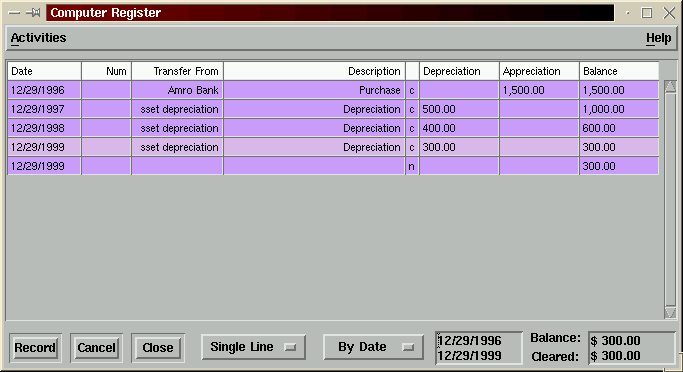 Computer Register
Activities Help
Date Num Transfer From Description Depreciation Appreciation Balance
12/29/1996 Amro Bank Purchase c 1,500.00 1,500.00
12/29/1997 sset depreciation Depreciation c 500.00 1,000.00
12/29/1998 sset depreciation Depreciation c 400.00 600.00
12/29/1999 sset depreciation Depreciation c 300.00 300.00
12/29/1999 n 300.00
Record Cancel Close Single Line By Date
12/29/1996 Balance: $ 300.00
12/29/1999 Cleared: $ 300.00